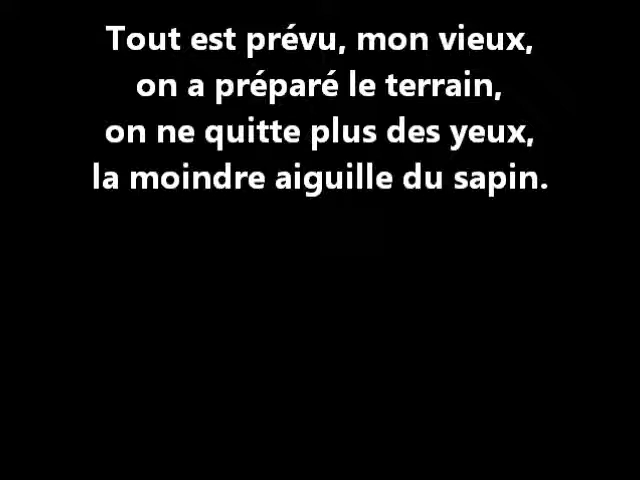 Tout est prévu, mon vieux,
on a préparé le terrain,
on ne quitte plus des yeux,
la moindre aiguille du sapin.